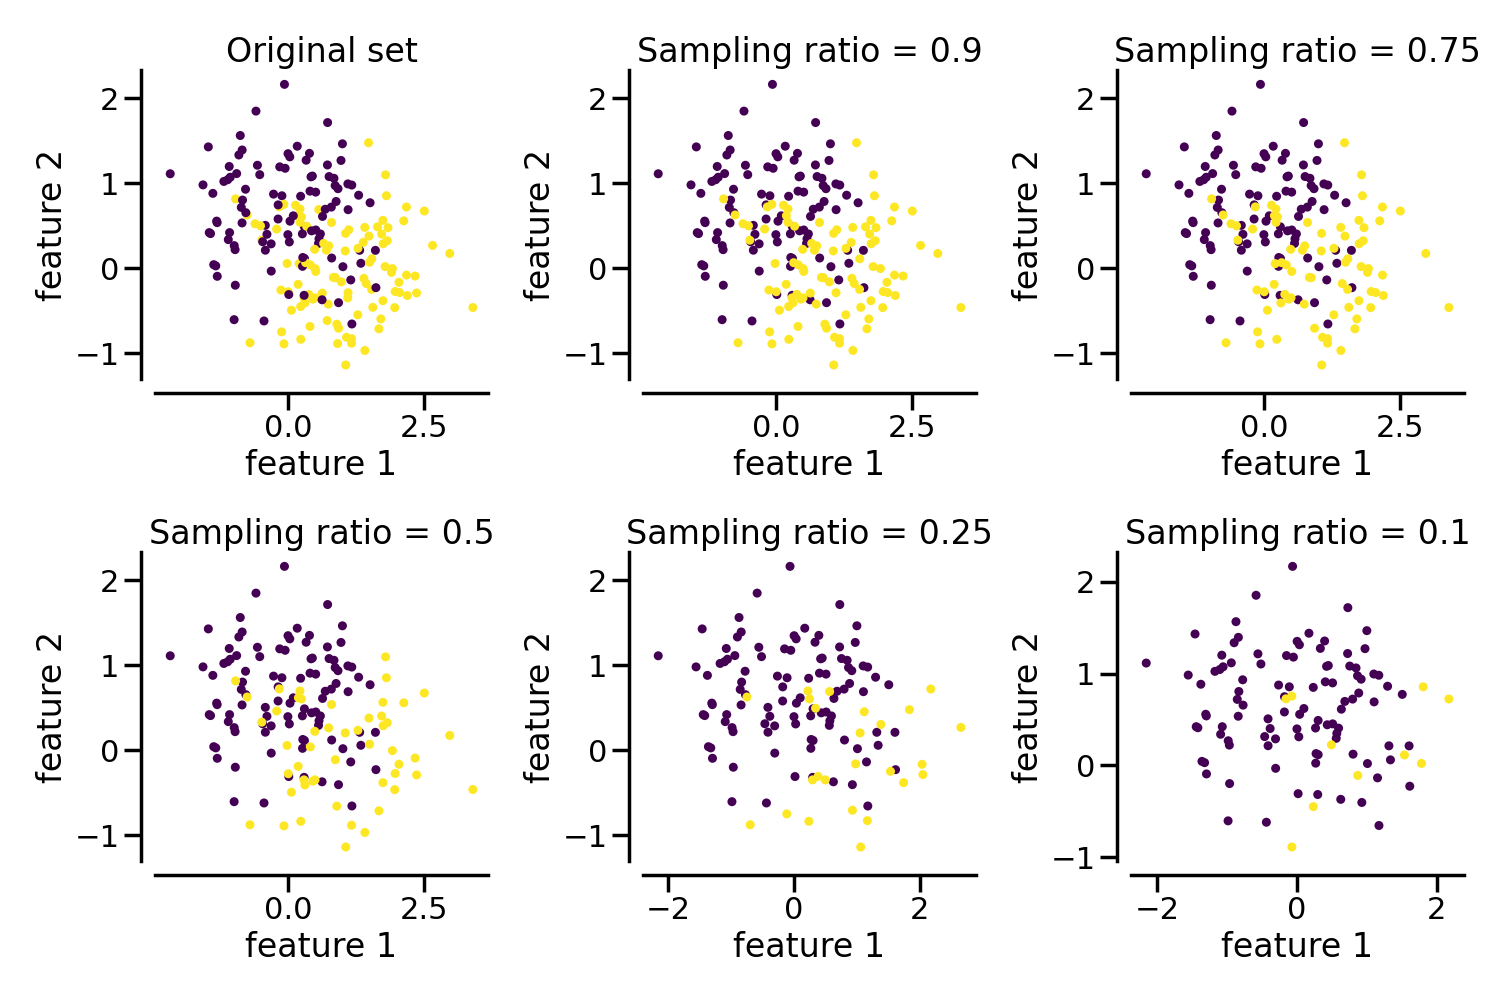 Original set
Sampling ratio = 0.9
Sampling ratio = 0.75
2
1
0
−1
feature 2
0.0
2.5
feature 1
2
1
0
−1
feature 2
0.0
2.5
feature 1
2
1
0
−1
feature 2
0.0
2.5
feature 1
Sampling ratio = 0.5
Sampling ratio = 0.25
Sampling ratio = 0.1
2
1
0
−1
feature 2
0.0
2.5
feature 1
2
1
0
−1
feature 2
−2
0
2
feature 1
2
1
0
−1
feature 2
−2
0
2
feature 1